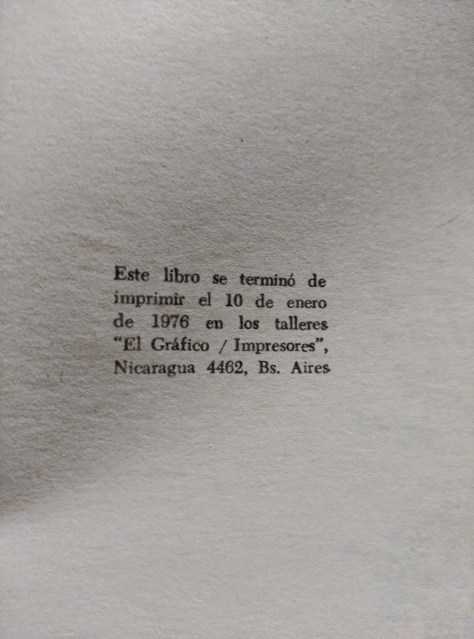 Este libro se terminó de
imprimir el 10 de enero
de 1976 en los talleres
"El Gráfico / Impresores",
Nicaragua 4462, Bs. Aires